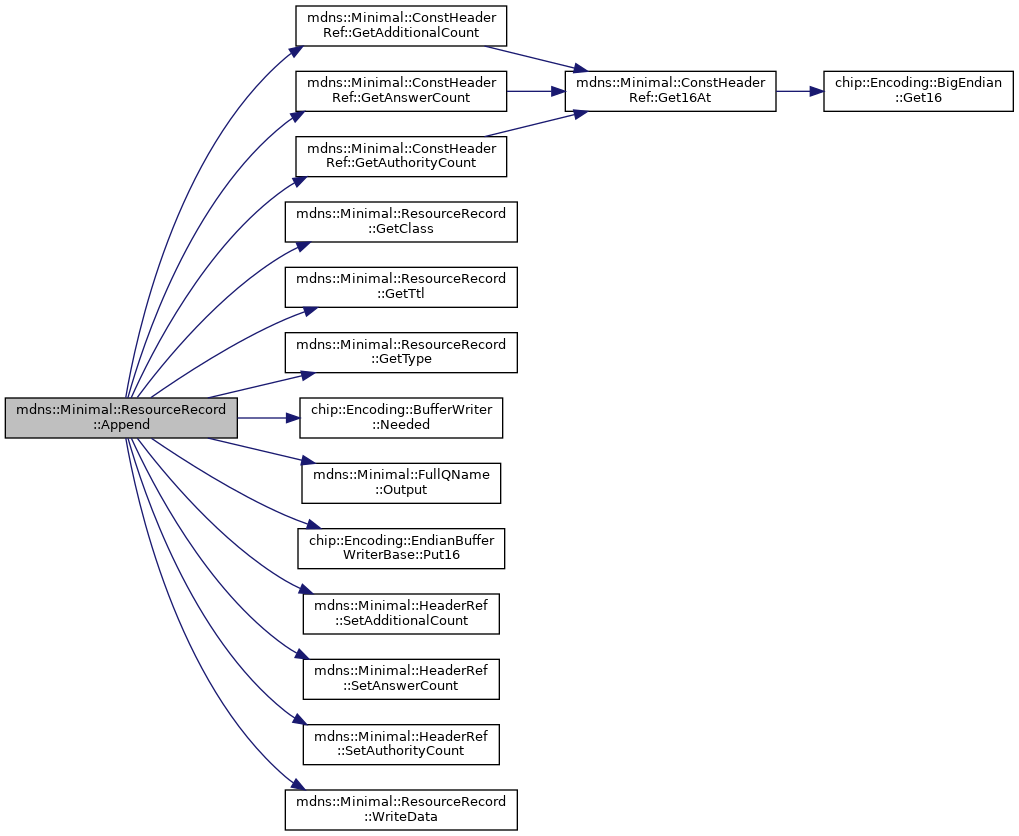 mdns::Minimal::ConstHeader
Ref::GetAdditionalCount
mdns::Minimal::ConstHeader
Ref::GetAnswerCount
mdns::Minimal::ConstHeader
Ref::Get16At
chip::Encoding::BigEndian
::Get16
mdns::Minimal::ConstHeader
Ref::GetAuthorityCount
mdns::Minimal::ResourceRecord
::GetClass
mdns::Minimal::ResourceRecord
::GetTtl
mdns::Minimal::ResourceRecord
::GetType
mdns::Minimal::ResourceRecord
::Append
chip::Encoding::BufferWriter
::Needed
mdns::Minimal::FullQName
::Output
chip::Encoding::EndianBuffer
WriterBase::Put16
mdns::Minimal::HeaderRef
::SetAdditionalCount
mdns::Minimal::HeaderRef
::SetAnswerCount
mdns::Minimal::HeaderRef
::SetAuthorityCount
mdns::Minimal::ResourceRecord
::WriteData